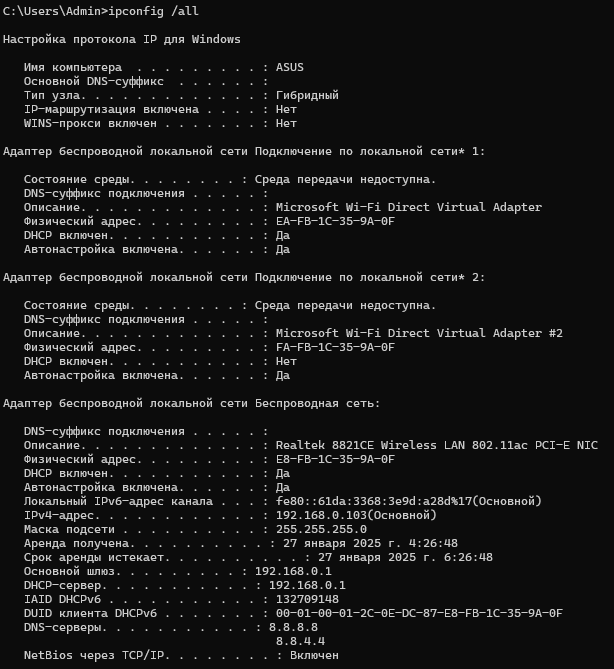 C:\Users\Admin>ipconfig /all
Настройка протокола IP для Windows
Имя компьютера  . . . . . . . . . : ASUS
Основной DNS-суффикс  . . . . . . :
Тип узла. . . . . . . . . . . . . : Гибридный
IP-маршрутизация включена . . . . : Нет
WINS-прокси включен . . . . . . . : Нет
Адаптер беспроводной локальной сети Подключение по локальной сети* 1:
Состояние среды. . . . . . . . : Среда передачи недоступна.
DNS-суффикс подключения . . . . . :
Описание. . . . . . . . . . . . . : Microsoft Wi-Fi Direct Virtual Adapter
Физический адрес. . . . . . . . . : EA-FB-1C-35-9A-0F
DHCP включен. . . . . . . . . . . : Да
Автонастройка включена. . . . . . : Да
Адаптер беспроводной локальной сети Подключение по локальной сети* 2:
Состояние среды. . . . . . . . : Среда передачи недоступна.
DNS-суффикс подключения . . . . . :
Описание. . . . . . . . . . . . . : Microsoft Wi-Fi Direct Virtual Adapter #2
Физический адрес. . . . . . . . . : FA-FB-1C-35-9A-0F
DHCP включен. . . . . . . . . . . : Нет
Автонастройка включена. . . . . . : Да
Адаптер беспроводной локальной сети Беспроводная сеть:
DNS-суффикс подключения . . . . . :
Описание. . . . . . . . . . . . . : Realtek 8821CE Wireless LAN 802.11ac PCI-E NIC
Физический адрес. . . . . . . . . : E8-FB-1C-35-9A-0F
DHCP включен. . . . . . . . . . . : Да
Автонастройка включена. . . . . . : Да
Локальный IPv6-адрес канала . . . : fe80::61da:3368:3e9d:a28d%17(Основной)
IPv4-адрес. . . . . . . . . . . . : 192.168.0.103(Основной)
Маска подсети . . . . . . . . . . : 255.255.255.0
Аренда получена. . . . . . . . . . : 27 января 2025 г. 4:26:48
Срок аренды истекает. . . . . . . . . . : 27 января 2025 г. 6:26:48
Основной шлюз. . . . . . . . . : 192.168.0.1
DHCP-сервер. . . . . . . . . . . : 192.168.0.1
IAID DHCPv6 . . . . . . . . . . . : 132709148
DUID клиента DHCPv6 . . . . . . . : 00-01-00-01-2C-0E-DC-87-E8-FB-1C-35-9A-0F
DNS-серверы. . . . . . . . . . . : 8.8.8.8
8.8.4.4
NetBios через TCP/IP. . . . . . . . : Включен